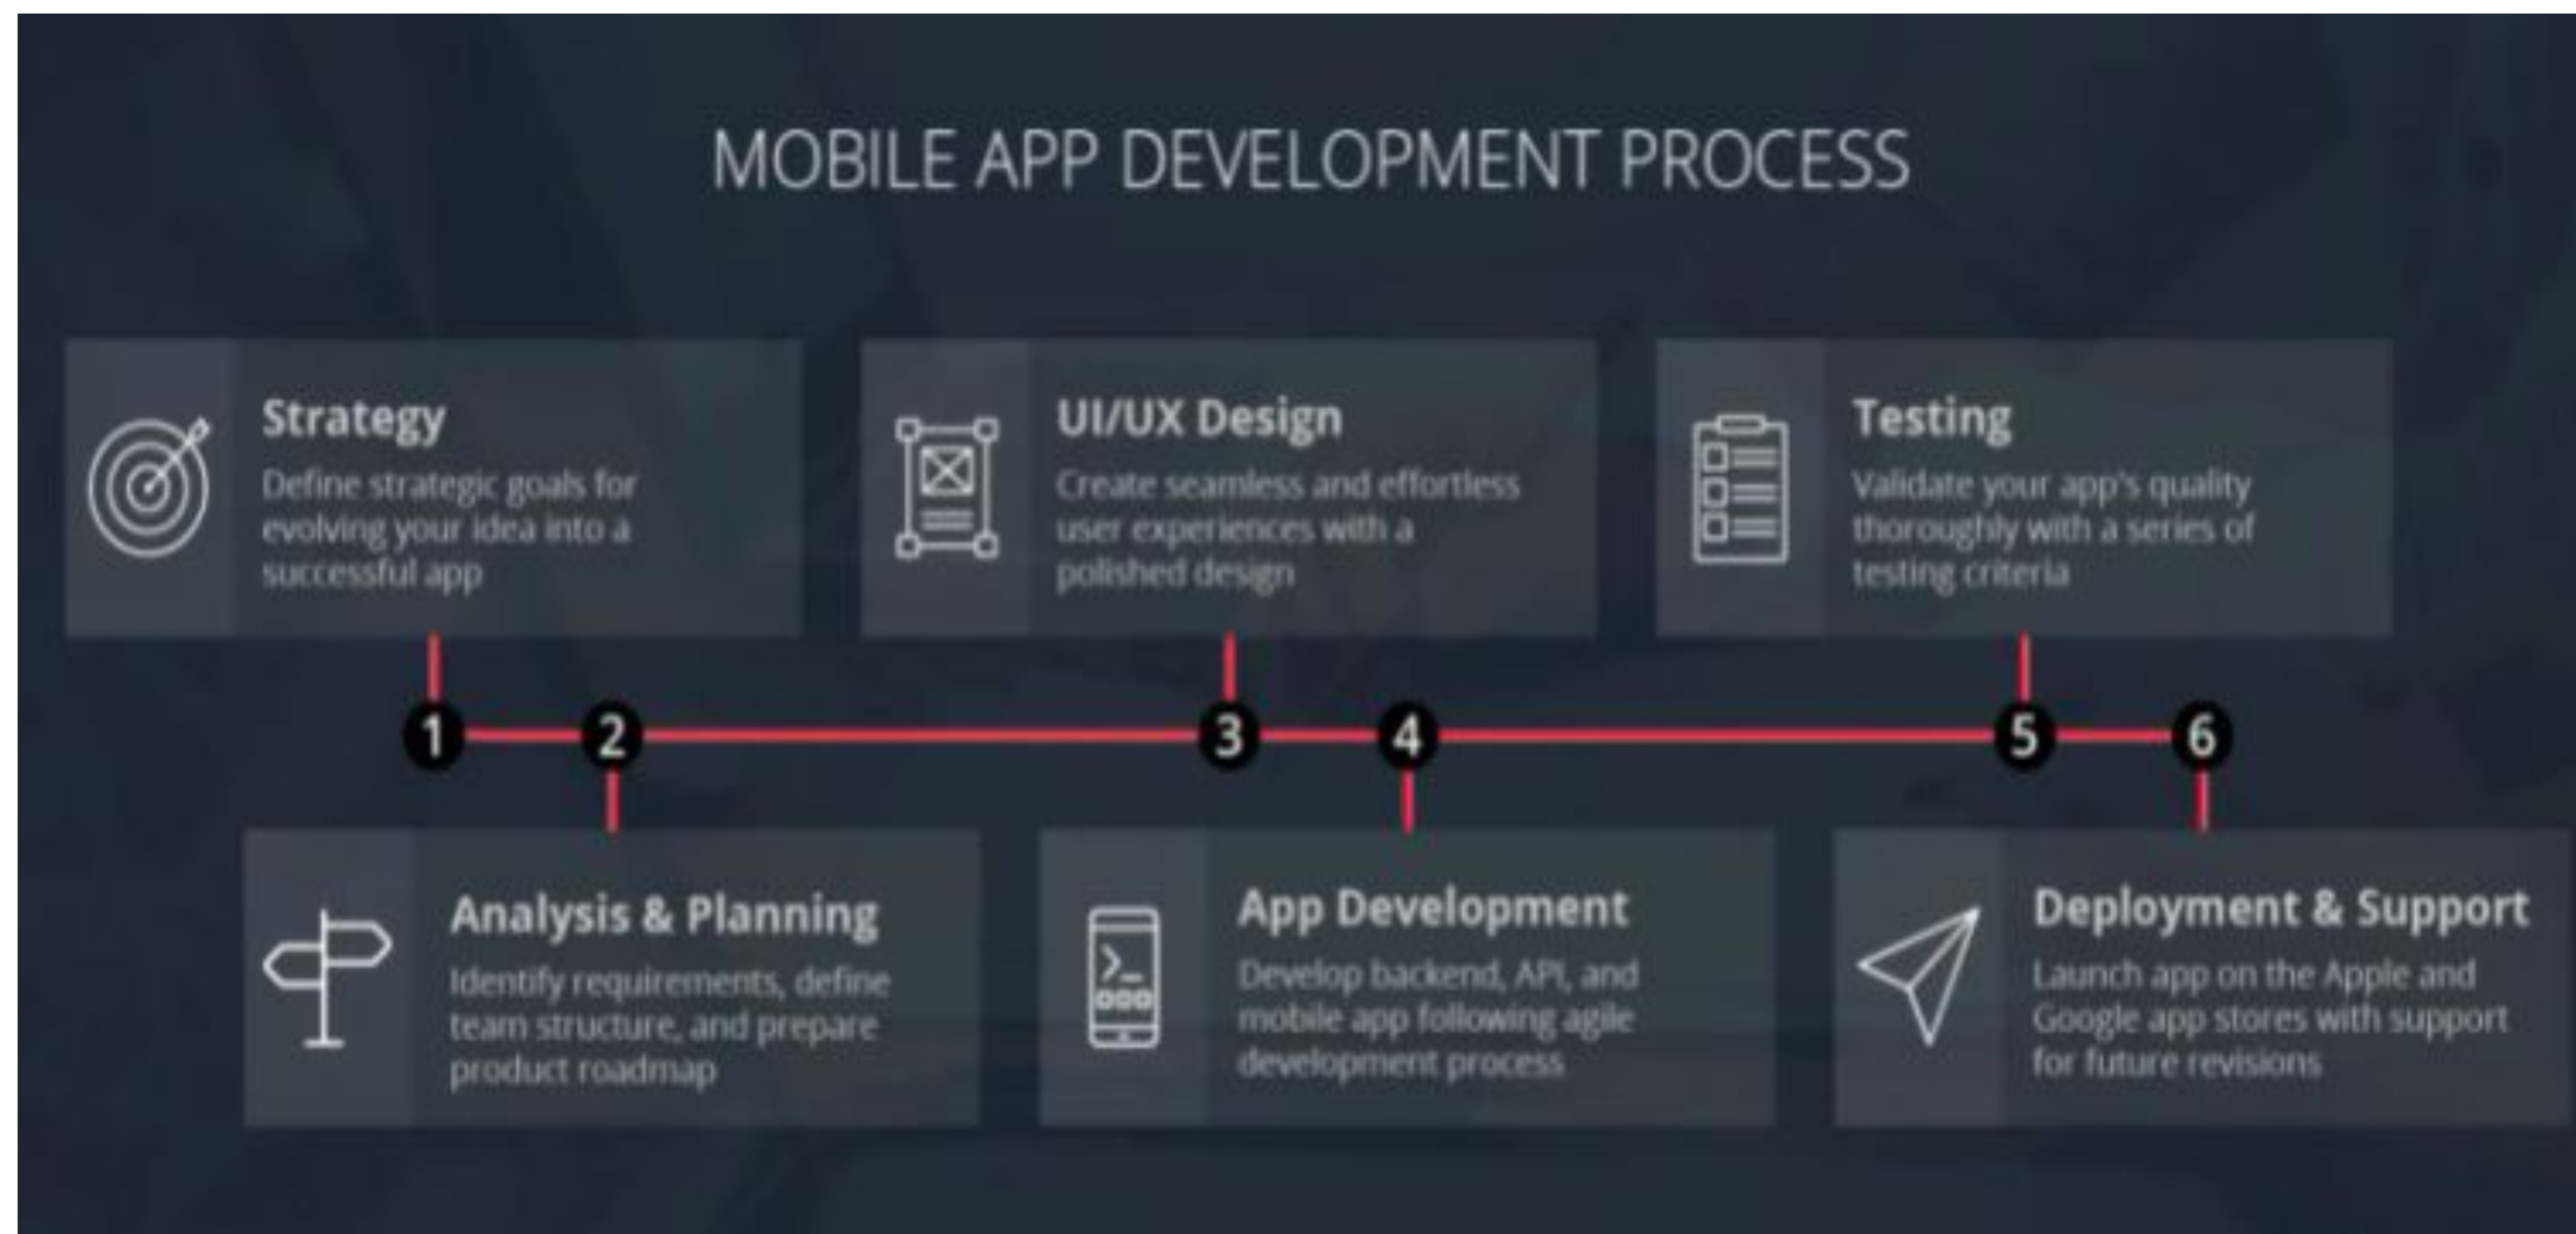 MOBILE APP DEVELOPMENT PROCESS
Strategy
Define strategic goals for
evolving your idea into a
successful app
UI/UX Design
Create seamless and effortless
user experiences with a
polished design
Testing
Validate your app's quality
thoroughly with a series of
testing criteria
1 2 3 4 5 6
Analysis & Planning
Identify requirements, define
team structure, and prepare
product roadmap
App Development
Develop backend, API, and
mobile app following agile
development process
Deployment & Support
Launch app on the Apple and
Google app stores with support
for future revisions